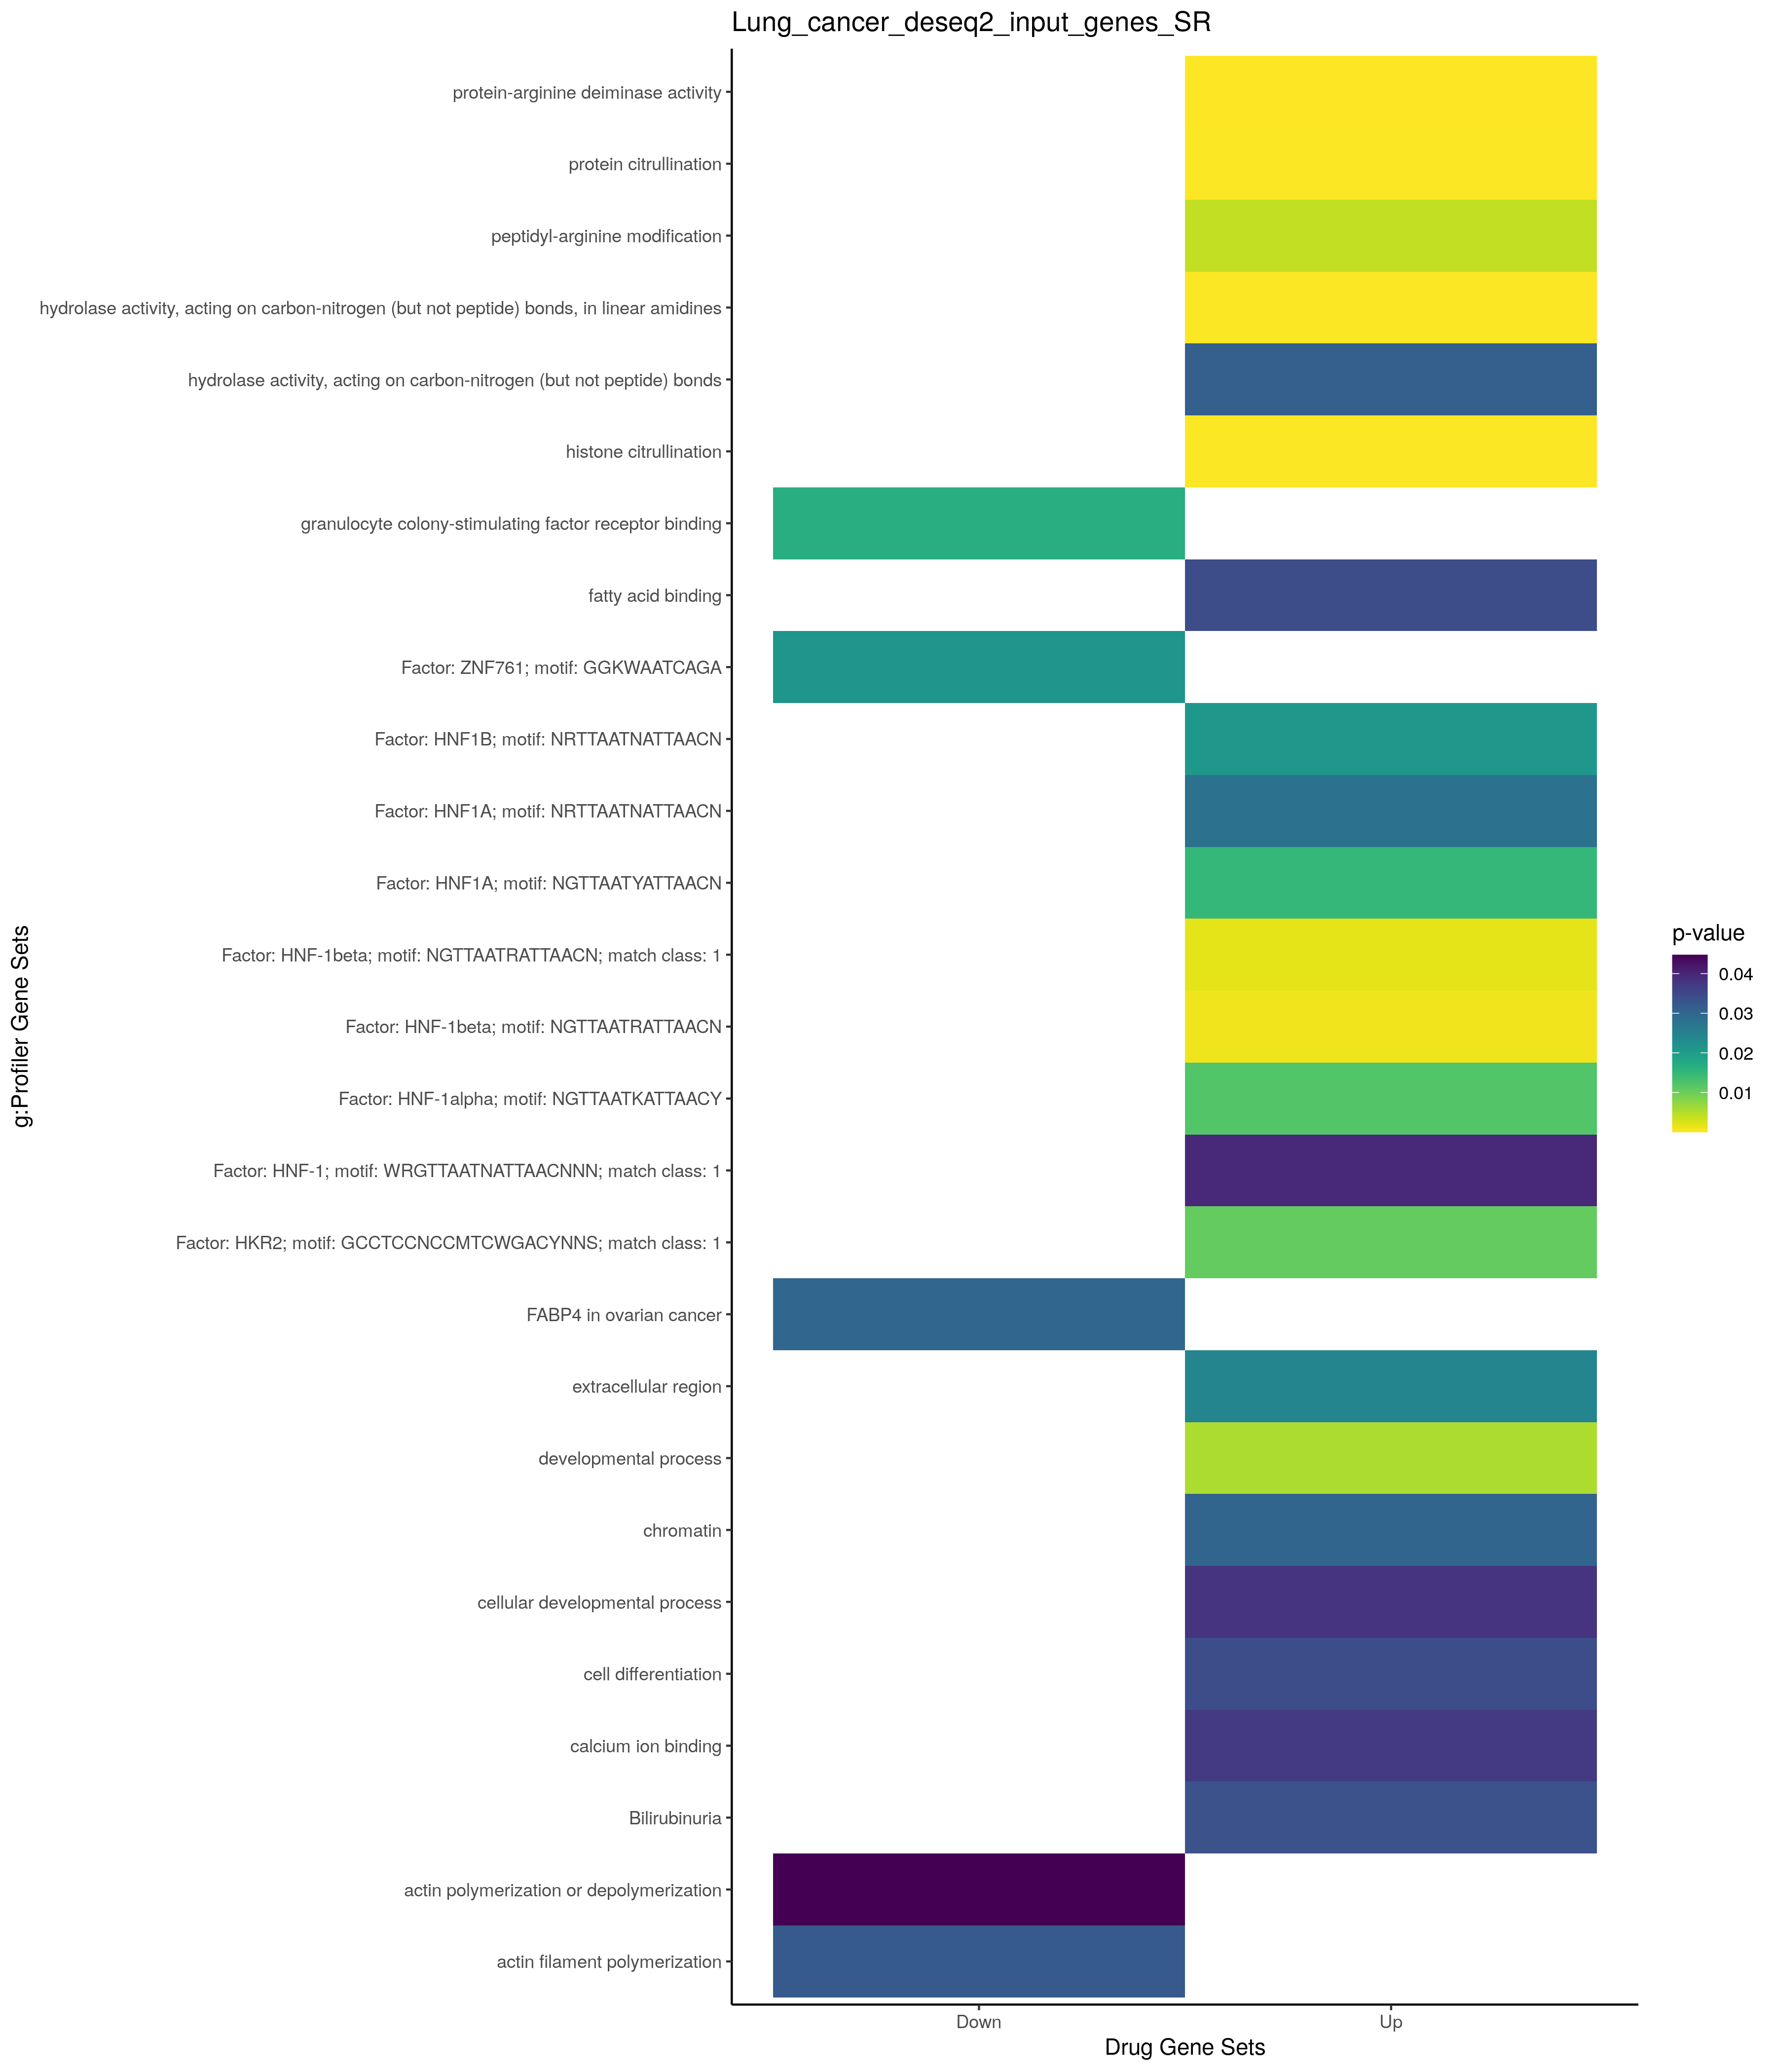 Lung_cancer_deseq2_input_genes_SR
protein-arginine deiminase activity
protein citrullination
peptidyl-arginine modification
hydrolase activity, acting on carbon-nitrogen (but not peptide) bonds, in linear amidines
hydrolase activity, acting on carbon-nitrogen (but not peptide) bonds
histone citrullination
granulocyte colony-stimulating factor receptor binding
fatty acid binding
Factor: ZNF761; motif: GGKWAATCAGA
Factor: HNF1B; motif: NRTTAATNATTAACN
Factor: HNF1A; motif: NRTTAATNATTAACN
Factor: HNF1A; motif: NGTTAATYATTAACN
Factor: HNF-1beta; motif: NGTTAATRATTAACN; match class: 1
Factor: HNF-1beta; motif: NGTTAATRATTAACN
Factor: HNF-1alpha; motif: NGTTAATKATTAACY
Factor: HNF-1; motif: WRGTTAATNATTAACNNN; match class: 1
Factor: HKR2; motif: GCCTCCNCCMTCWGACYNNS; match class: 1
FABP4 in ovarian cancer
extracellular region
developmental process
chromatin
cellular developmental process
cell differentiation
calcium ion binding
Bilirubinuria
actin polymerization or depolymerization
actin filament polymerization
g:Profiler Gene Sets
Down
Up
Drug Gene Sets
p-value
0.04
0.03
0.02
0.01